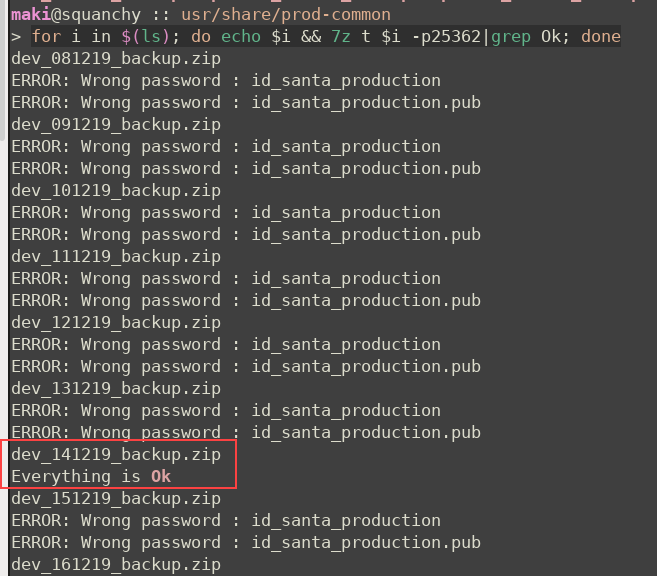 maki@squanchy :: usr/share/prod-common
> for i in $(ls); do echo $i && 7z t $i -p25362|grep Ok; done
dev_081219_backup.zip
ERROR: Wrong password : id_santa_production
ERROR: Wrong password : id_santa_production.pub
dev_091219_backup.zip
ERROR: Wrong password : id_santa_production
ERROR: Wrong password : id_santa_production.pub
dev_101219_backup.zip
ERROR: Wrong password : id_santa_production
ERROR: Wrong password : id_santa_production.pub
dev_111219_backup.zip
ERROR: Wrong password : id_santa_production
ERROR: Wrong password : id_santa_production.pub
dev_121219_backup.zip
ERROR: Wrong password : id_santa_production
ERROR: Wrong password : id_santa_production.pub
dev_131219_backup.zip
ERROR: Wrong password : id_santa_production
ERROR: Wrong password : id_santa_production.pub
dev_141219_backup.zip
Everything is Ok
dev_151219_backup.zip
ERROR: Wrong password : id_santa_production
ERROR: Wrong password : id_santa_production.pub
dev_161219_backup.zip